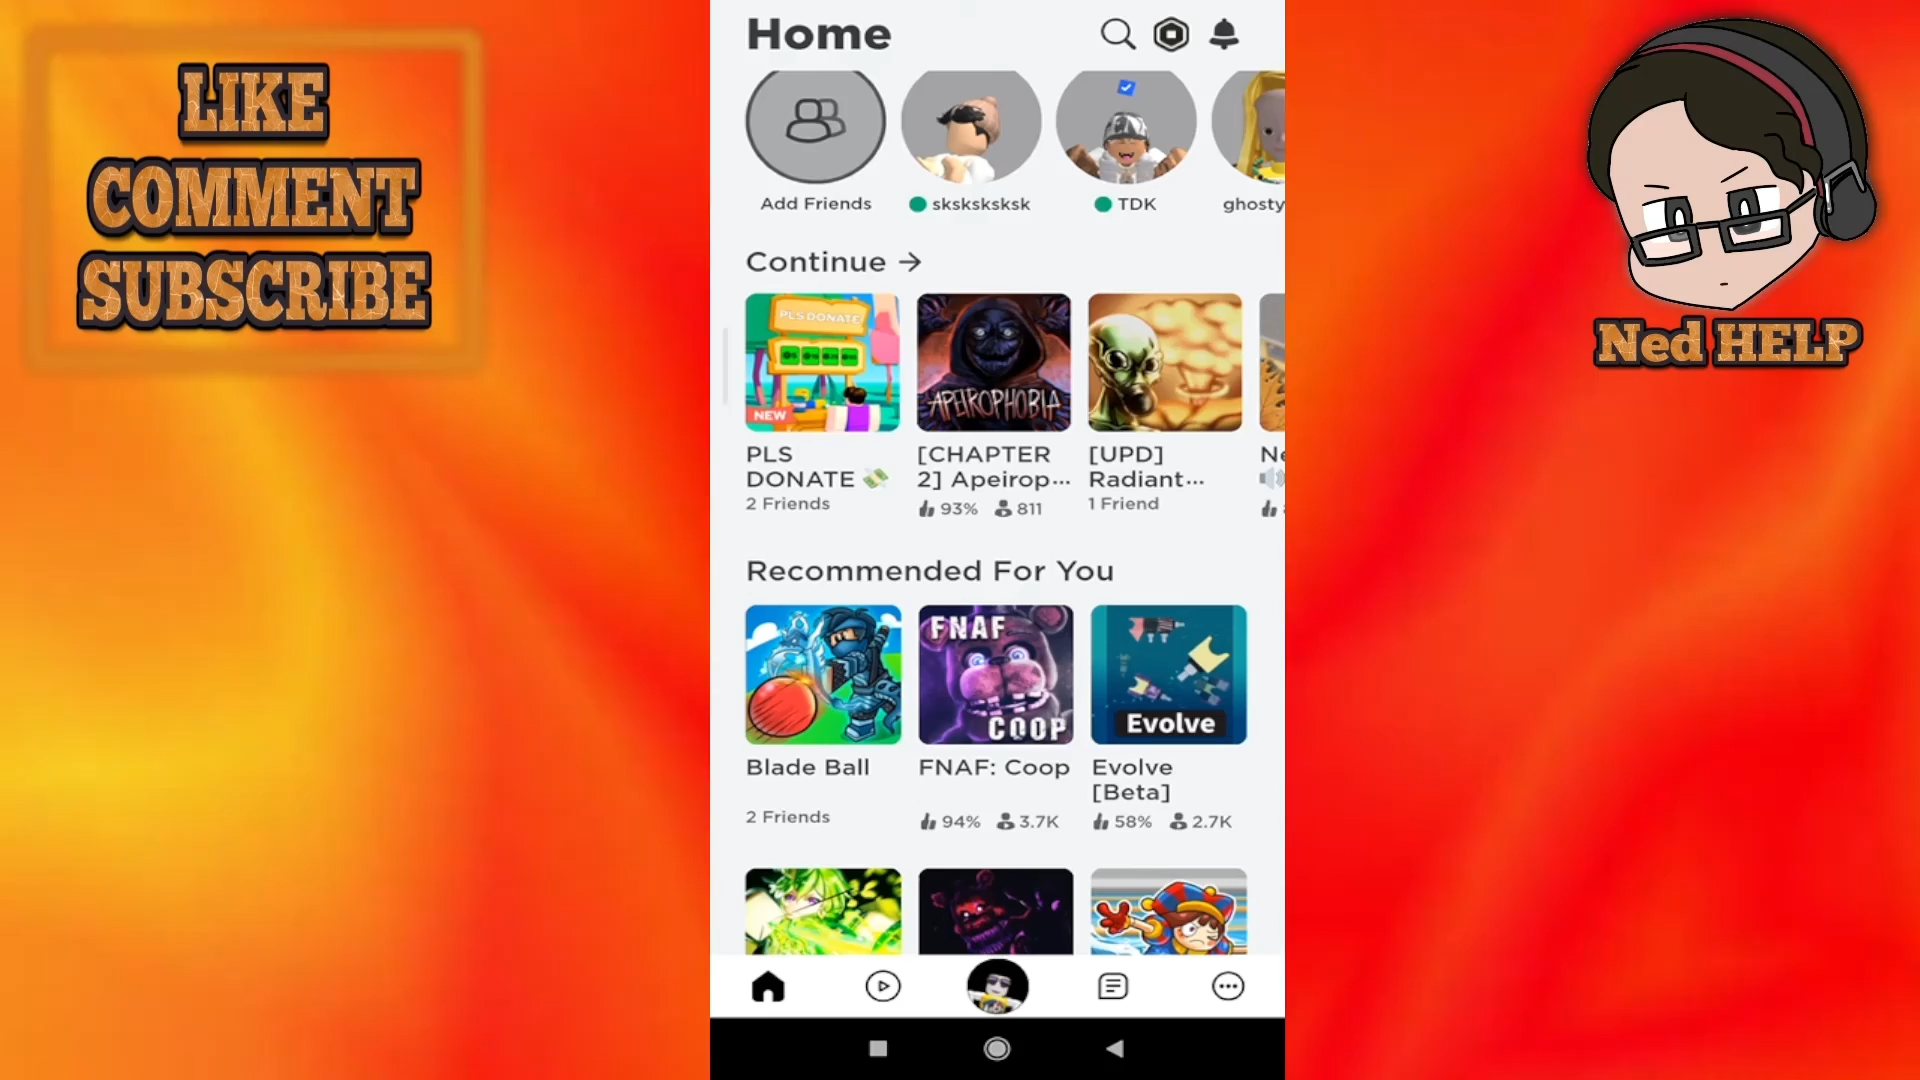 LIKE
COMMENT
SUBSCRIBE
Home
Add Friends
sksksksksk
TDK
ghosty
Continue →
PLS DONATE
NEW
APEIROPHOBIA
PLS
DONATE 💸
2 Friends
[CHAPTER
2] Apeirop...
93% 811
[UPD]
Radiant...
1 Friend
Ne
Recommended For You
FNAF
COOP
Evolve
Blade Ball
2 Friends
FNAF: Coop
94% 3.7K
Evolve
[Beta]
58% 2.7K
Ned HELP